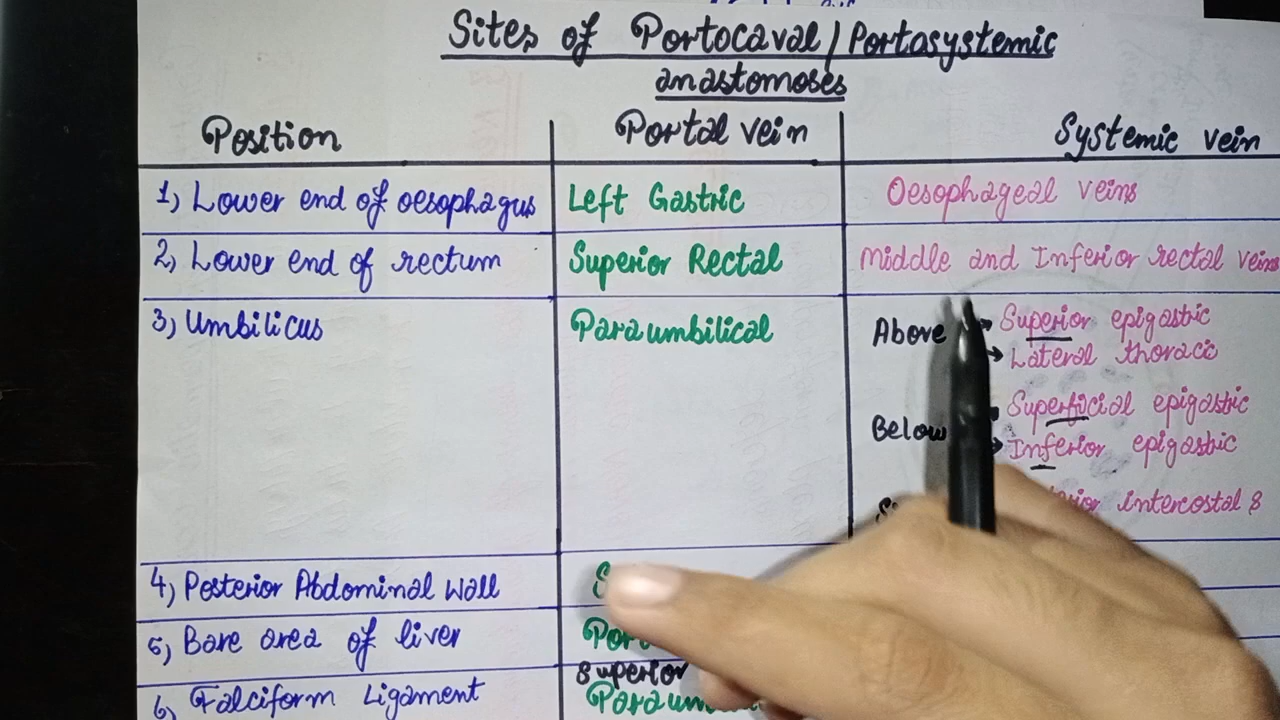 Sites of Portocaval/Portasystemic
anastomoses
Position Portal vein Systemic vein
1) Lower end of oesophagus Left Gastric Oesophageal veins
2) Lower end of rectum Superior Rectal Middle and Inferior rectal veins
3) Umbilicus Paraumbilical Above Superior epigastric
Lateral thoracic
Below Superficial epigastric
Inferior epigastric
intercostals
4) Posterior Abdominal Wall
5) Bare area of liver
Superior
6) Falciform Ligament